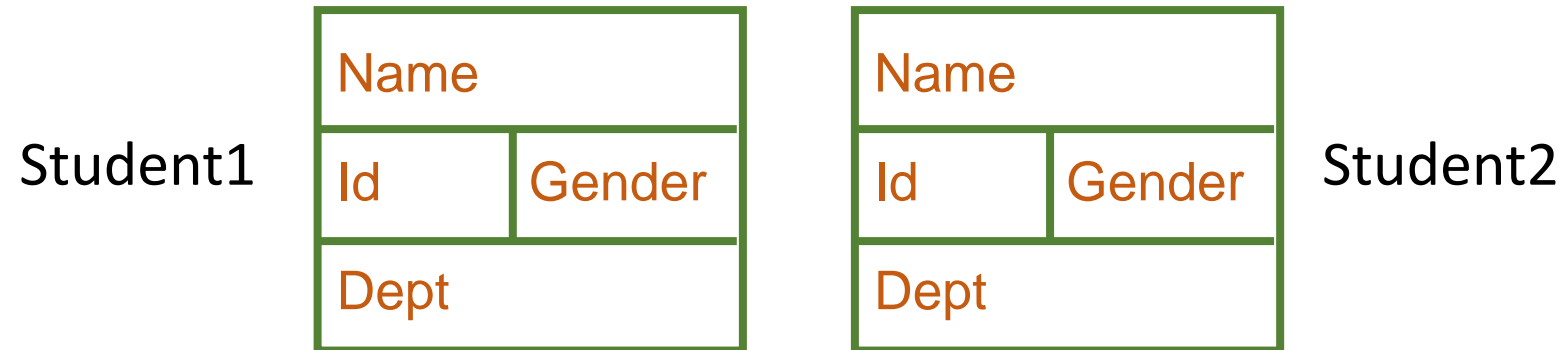 Name
Name
Student1
Id
Gender
Id
Gender
Student2
Dept
Dept